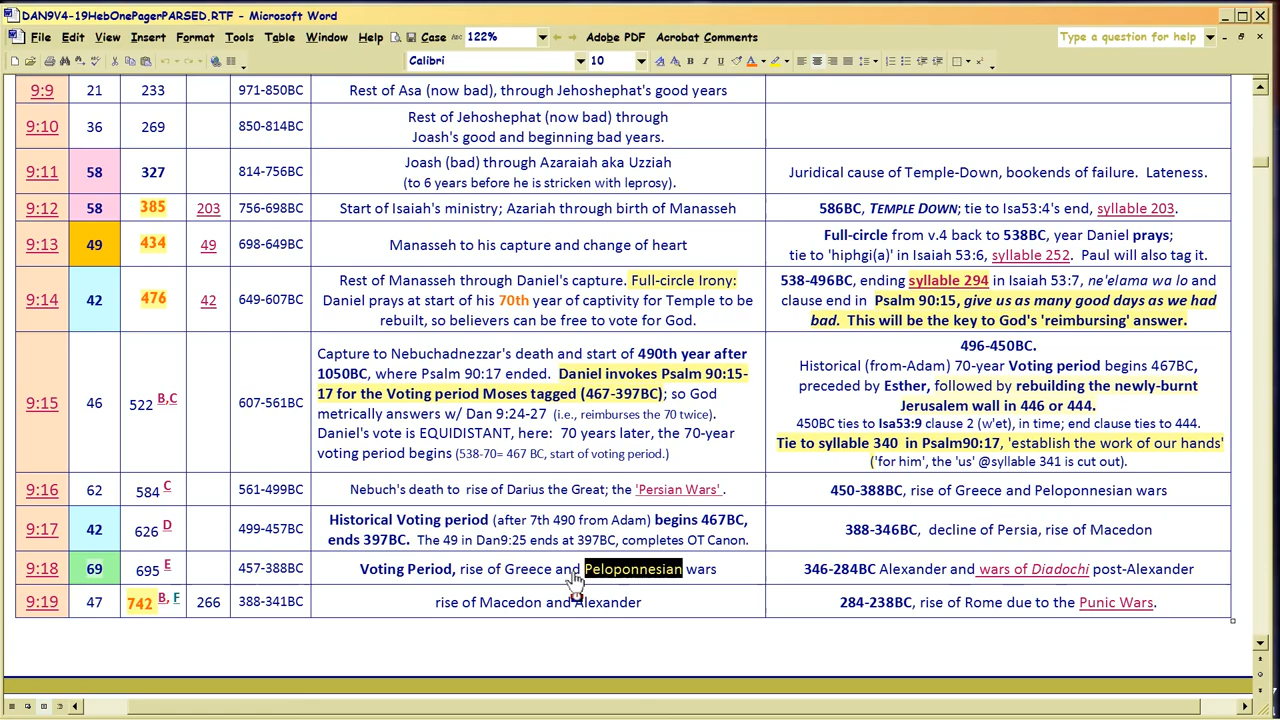 DAN9V4-19HebOnePagerPARSED.RTF - Microsoft Word
File Edit View Insert Format Tools Table Window Help Case 122% Adobe PDF Acrobat Comments Type a question for help
Calibri 10
9:9 21 233 971-850BC Rest of Asa (now bad), through Jehoshephat's good years
9:10 36 269 850-814BC Rest of Jehoshephat (now bad) through
Joash's good and beginning bad years.
9:11 58 327 814-756BC Joash (bad) through Azaraiah aka Uzziah
(to 6 years before he is stricken with leprosy).
Juridical cause of Temple-Down, bookends of failure. Lateness.
9:12 58 385 203 756-698BC Start of Isaiah's ministry; Azariah through birth of Manasseh 586BC, TEMPLE DOWN; tie to Isa53:4's end, syllable 203.
9:13 49 434 49 698-649BC Manasseh to his capture and change of heart
Full-circle from v.4 back to 538BC, year Daniel prays;
tie to 'hiphgi(a)' in Isaiah 53:6, syllable 252. Paul will also tag it.
9:14 42 476 42 649-607BC
Rest of Manasseh through Daniel's capture. Full-circle Irony:
Daniel prays at start of his 70th year of captivity for Temple to be
rebuilt, so believers can be free to vote for God.
538-496BC, ending syllable 294 in Isaiah 53:7, ne'elama wa lo and
clause end in Psalm 90:15, give us as many good days as we had
bad. This will be the key to God's 'reimbursing' answer.
9:15 46 522 B,C 607-561BC
Capture to Nebuchadnezzar's death and start of 490th year after
1050BC, where Psalm 90:17 ended. Daniel invokes Psalm 90:15-
17 for the Voting period Moses tagged (467-397BC); so God
metrically answers w/ Dan 9:24-27 (i.e., reimburses the 70 twice).
Daniel's vote is EQUIDISTANT, here: 70 years later, the 70-year
voting period begins (538-70= 467 BC, start of voting period.)
496-450BC.
Historical (from-Adam) 70-year Voting period begins 467BC,
preceded by Esther, followed by rebuilding the newly-burnt
Jerusalem wall in 446 or 444.
450BC ties to Isa53:9 clause 2 (w'et), in time; end clause ties to 444.
Tie to syllable 340 in Psalm90:17, 'establish the work of our hands'
('for him', the 'us' @syllable 341 is cut out).
9:16 62 584 C 561-499BC Nebuch's death to rise of Darius the Great; the 'Persian Wars'. 450-388BC, rise of Greece and Peloponnesian wars
9:17 42 626 D 499-457BC
Historical Voting period (after 7th 490 from Adam) begins 467BC,
ends 397BC. The 49 in Dan9:25 ends at 397BC, completes OT Canon.
388-346BC, decline of Persia, rise of Macedon
9:18 69 695 E 457-388BC Voting Period, rise of Greece and Peloponnesian wars 346-284BC Alexander and wars of Diadochi post-Alexander
9:19 47 742 B, F 266 388-341BC rise of Macedon and Alexander 284-238BC, rise of Rome due to the Punic Wars.